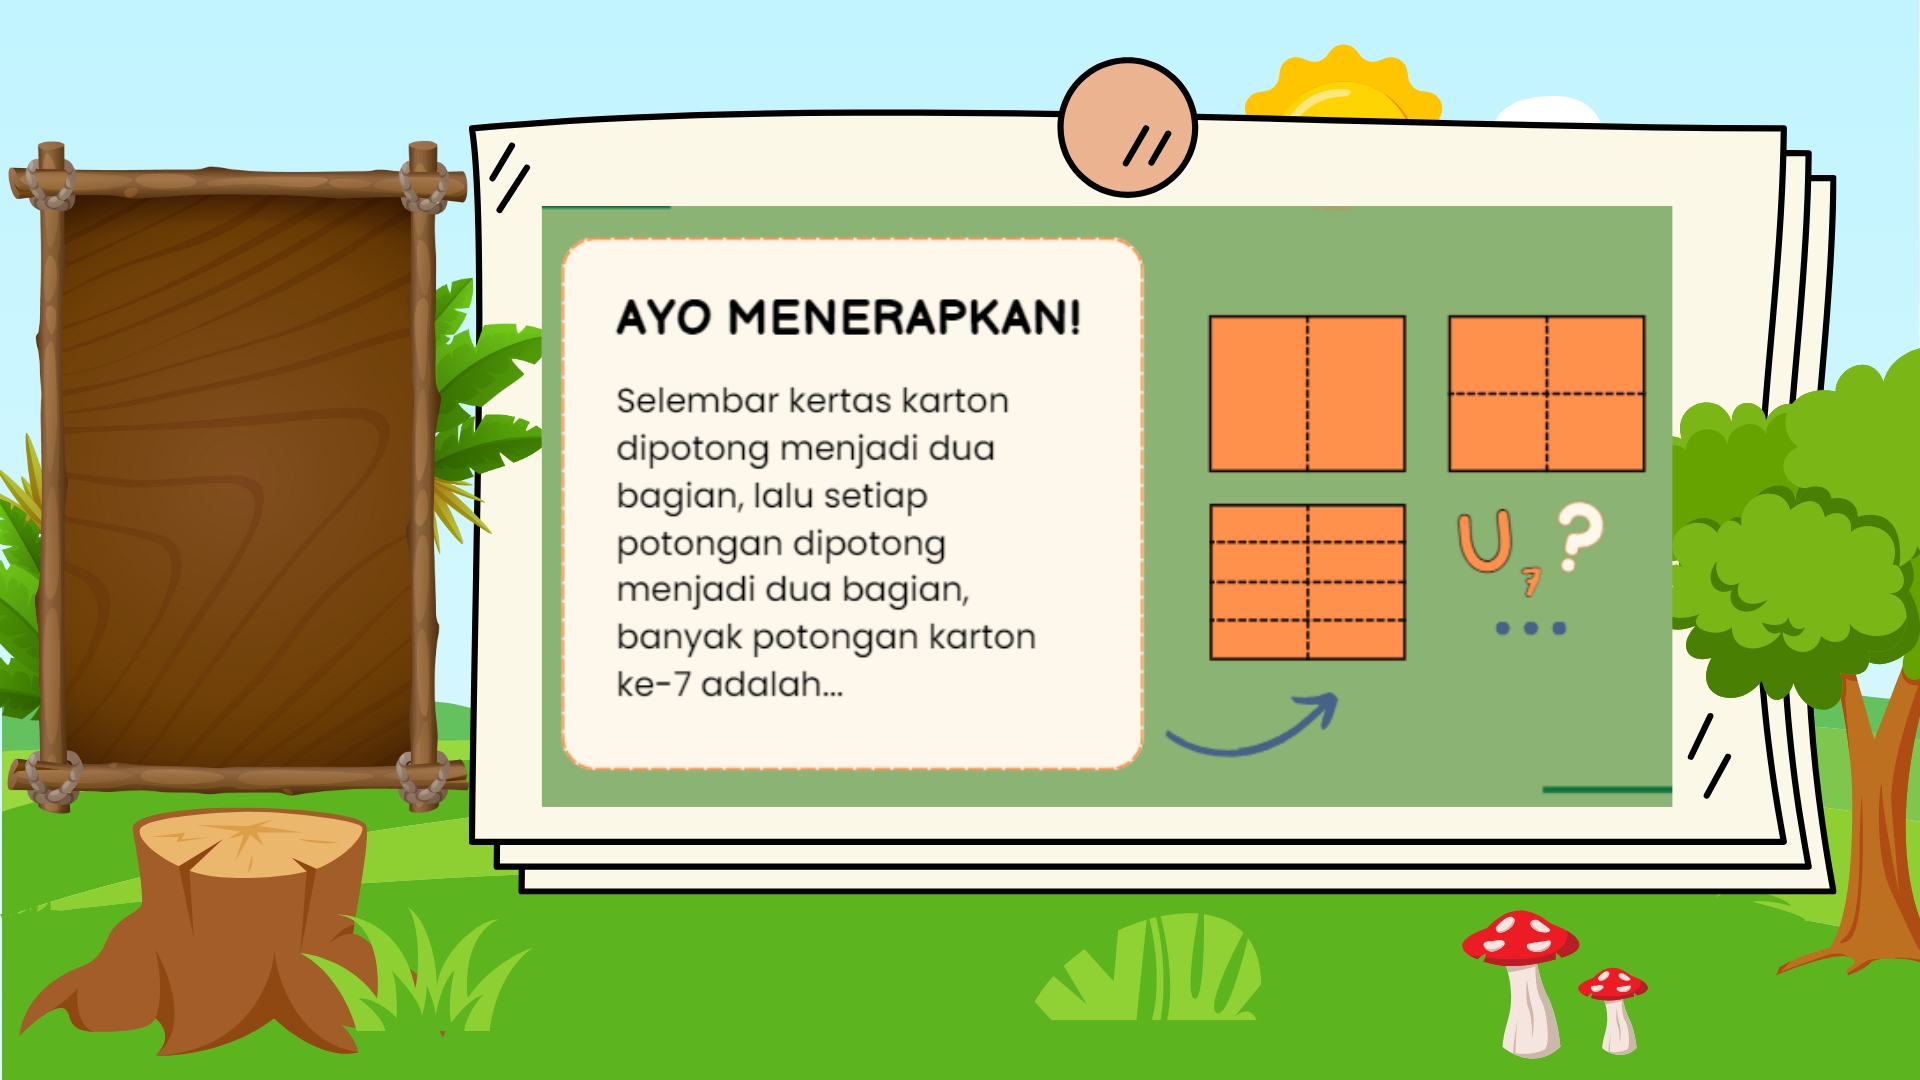 AYO MENERAPKAN!
Selembar kertas karton
dipotong menjadi dua
bagian, lalu setiap
potongan dipotong
menjadi dua bagian,
banyak potongan karton
ke-7 adalah...
U₇ ?
...